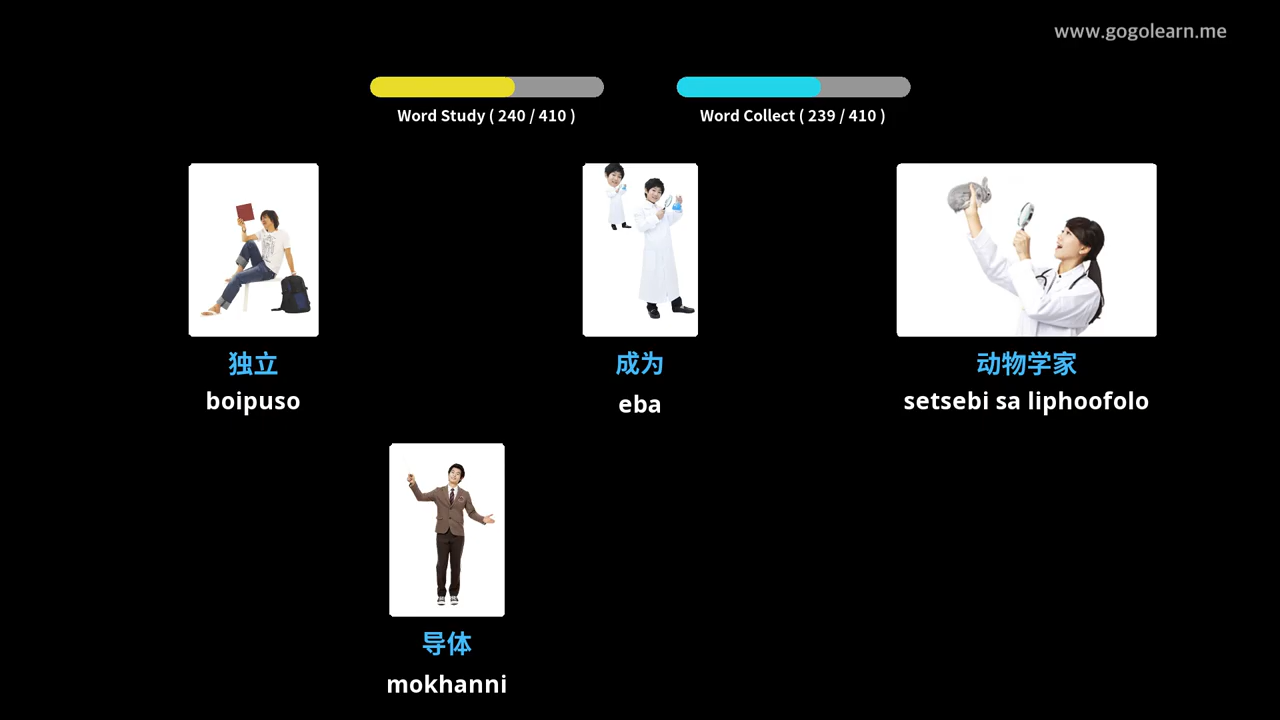 www.gogolearn.me
Word Study ( 240 / 410 )
Word Collect ( 239 / 410 )
独立
boipuso
成为
eba
动物学家
setsebi sa liphoofolo
导体
mokhanni